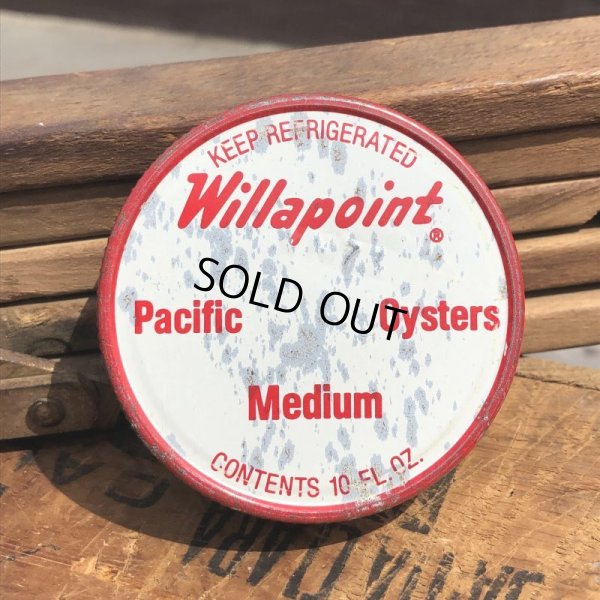 KEEP REFRIGERATED
Willapoint®
SOLD OUT
Pacific Oysters
Medium
CONTENTS 10 FL. OZ.